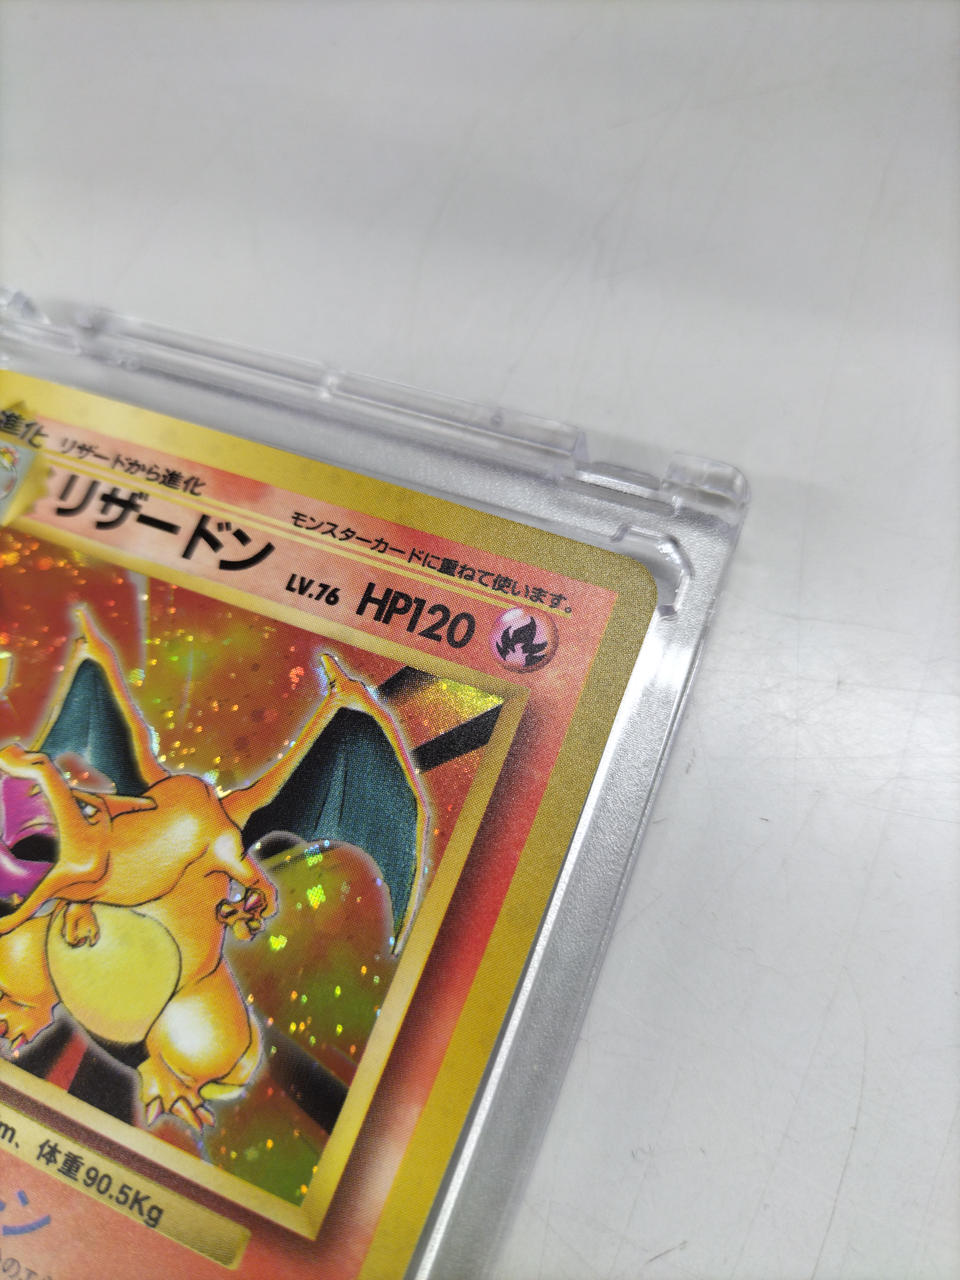 進化 リザードから進化
モンスターカードに重ねて使います。
リザードン LV.76 HP120
m、体重90.5Kg